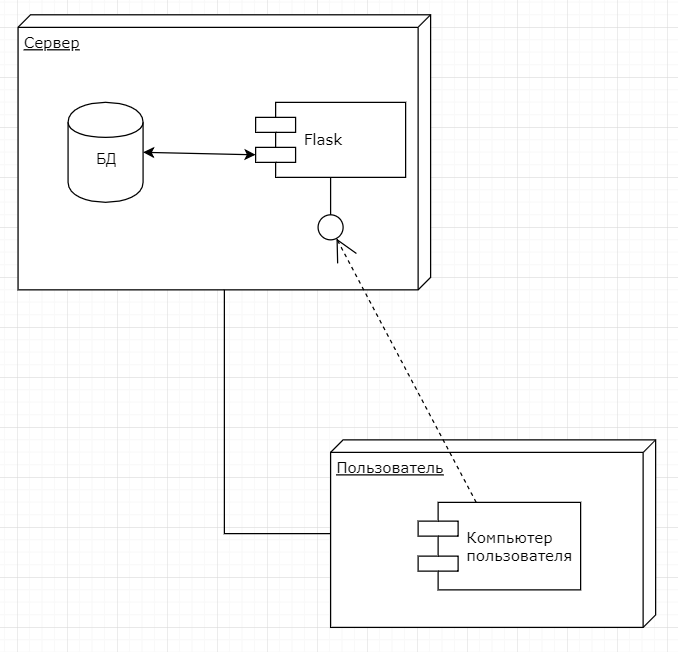 Сервер
БД
Flask
Пользователь
Компьютер
пользователя